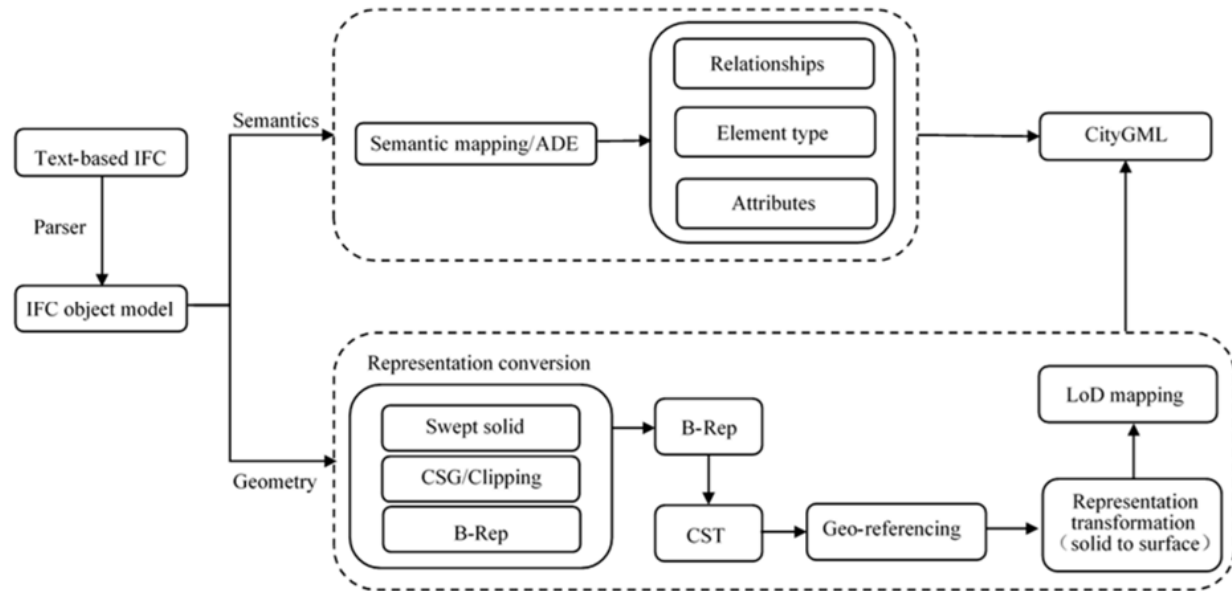 Text-based IFC
Parser
IFC object model
Semantics
Semantic mapping/ADE
Relationships
Element type
Attributes
CityGML
Geometry
Representation conversion
Swept solid
CSG/Clipping
B-Rep
B-Rep
CST
Geo-referencing
Representation
transformation
（solid to surface）
LoD mapping